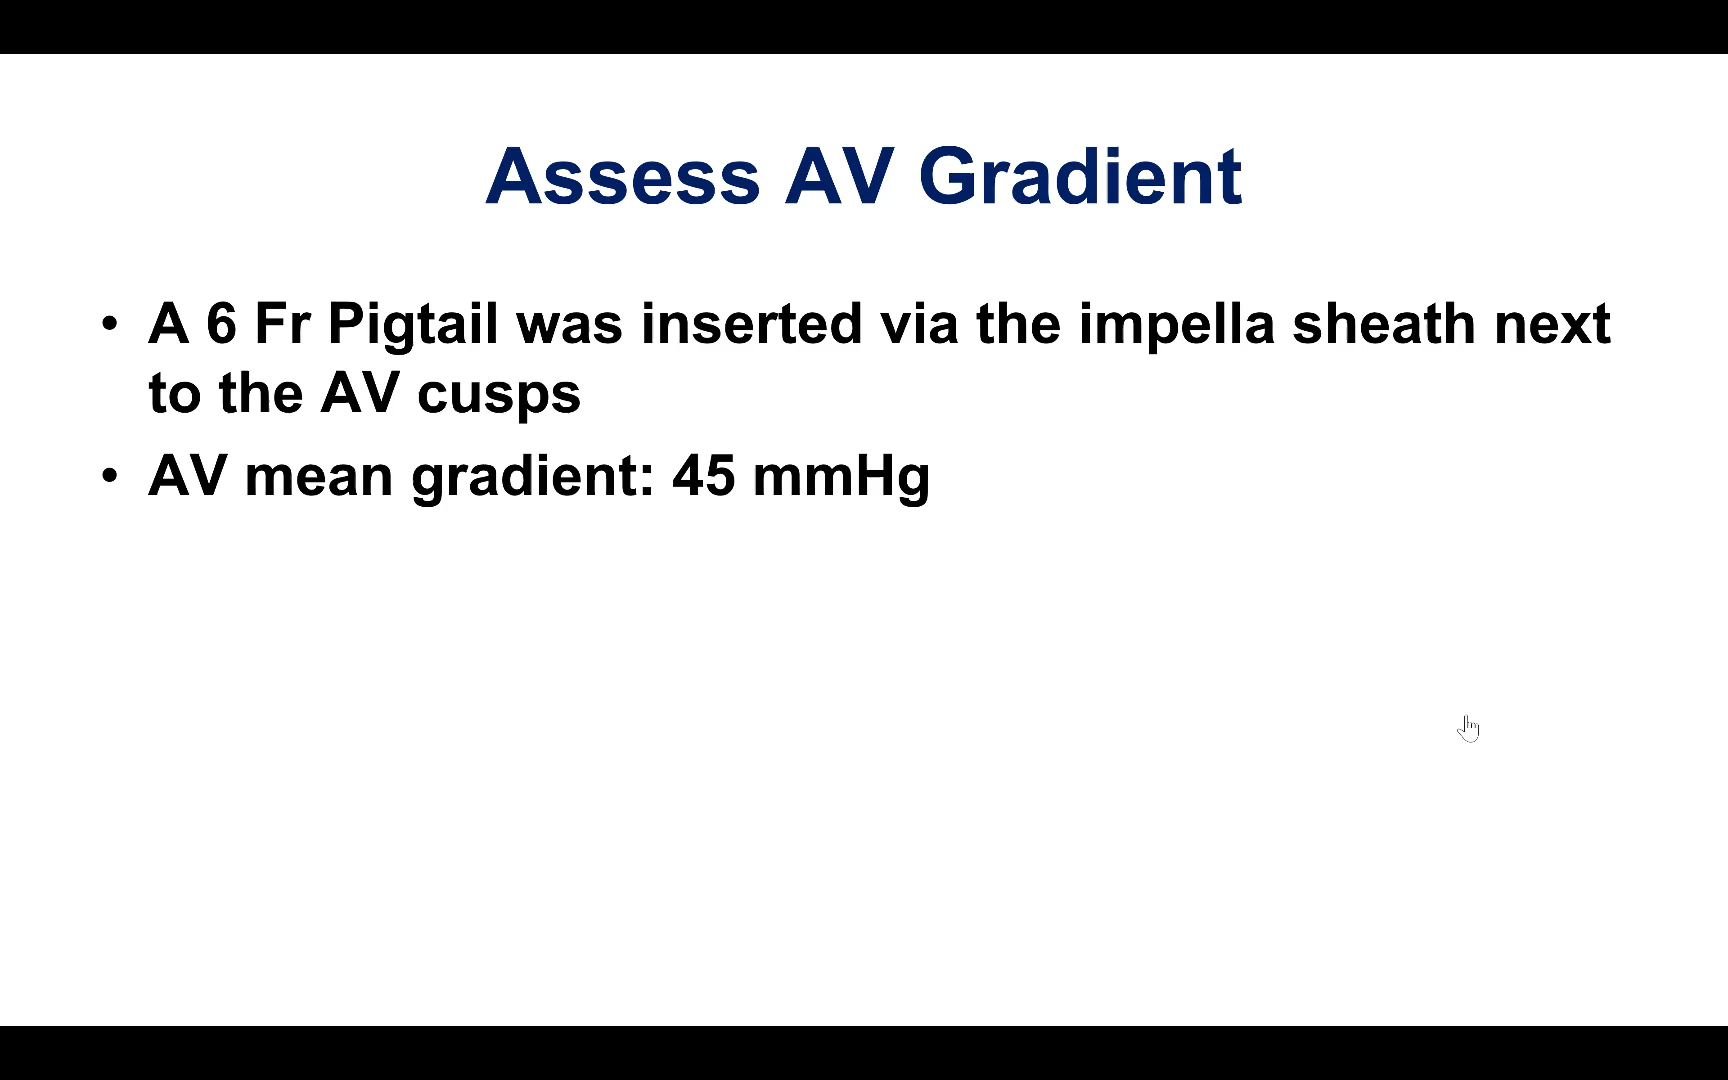 Assess AV Gradient
• A 6 Fr Pigtail was inserted via the impella sheath next
to the AV cusps
• AV mean gradient: 45 mmHg